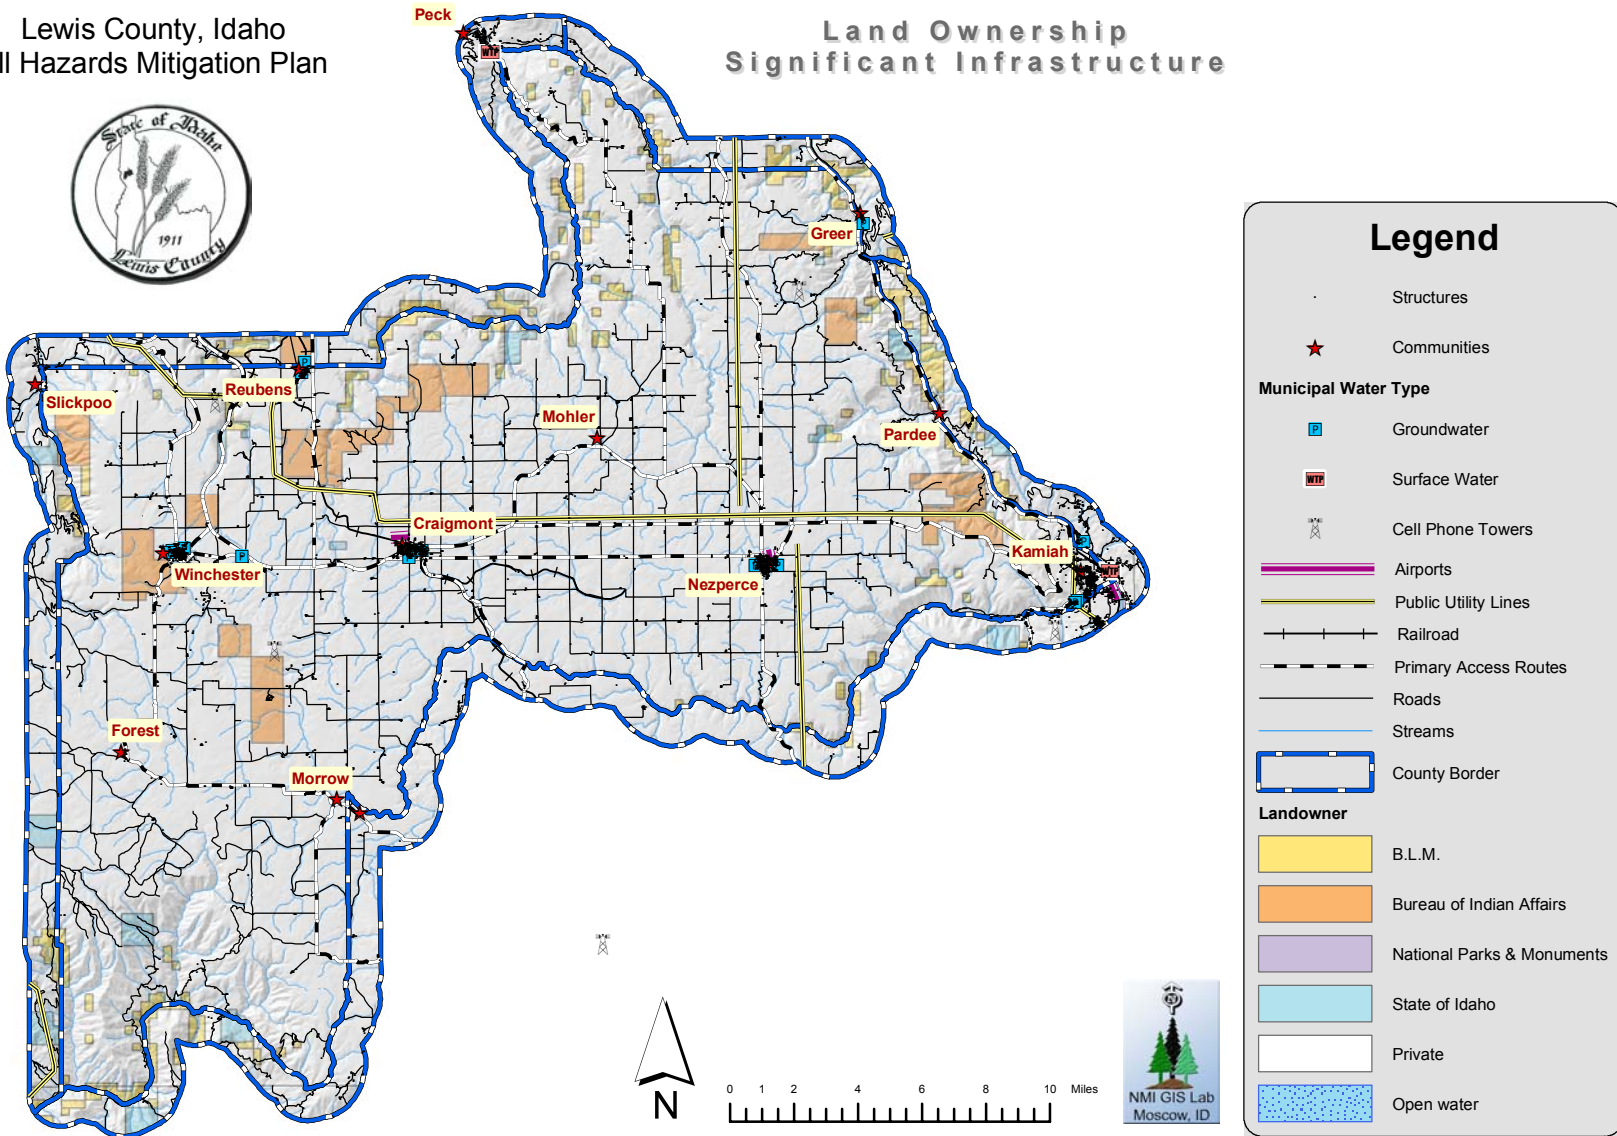 Lewis County, Idaho
ll Hazards Mitigation Plan
Land Ownership
Significant Infrastructure
State of Idaho
1911
Lewis County
Peck
WTP
Greer
P
Slickpoo
Reubens
P
Mohler
Pardee
Craigmont
Winchester
P
Nezperce
Kamiah
P
WTP
Forest
Morrow
N
0 1 2 4 6 8 10 Miles
NMI GIS Lab
Moscow, ID
Legend
Structures
Communities
Municipal Water Type
P Groundwater
WTP Surface Water
Cell Phone Towers
Airports
Public Utility Lines
Railroad
Primary Access Routes
Roads
Streams
County Border
Landowner
B.L.M.
Bureau of Indian Affairs
National Parks & Monuments
State of Idaho
Private
Open water